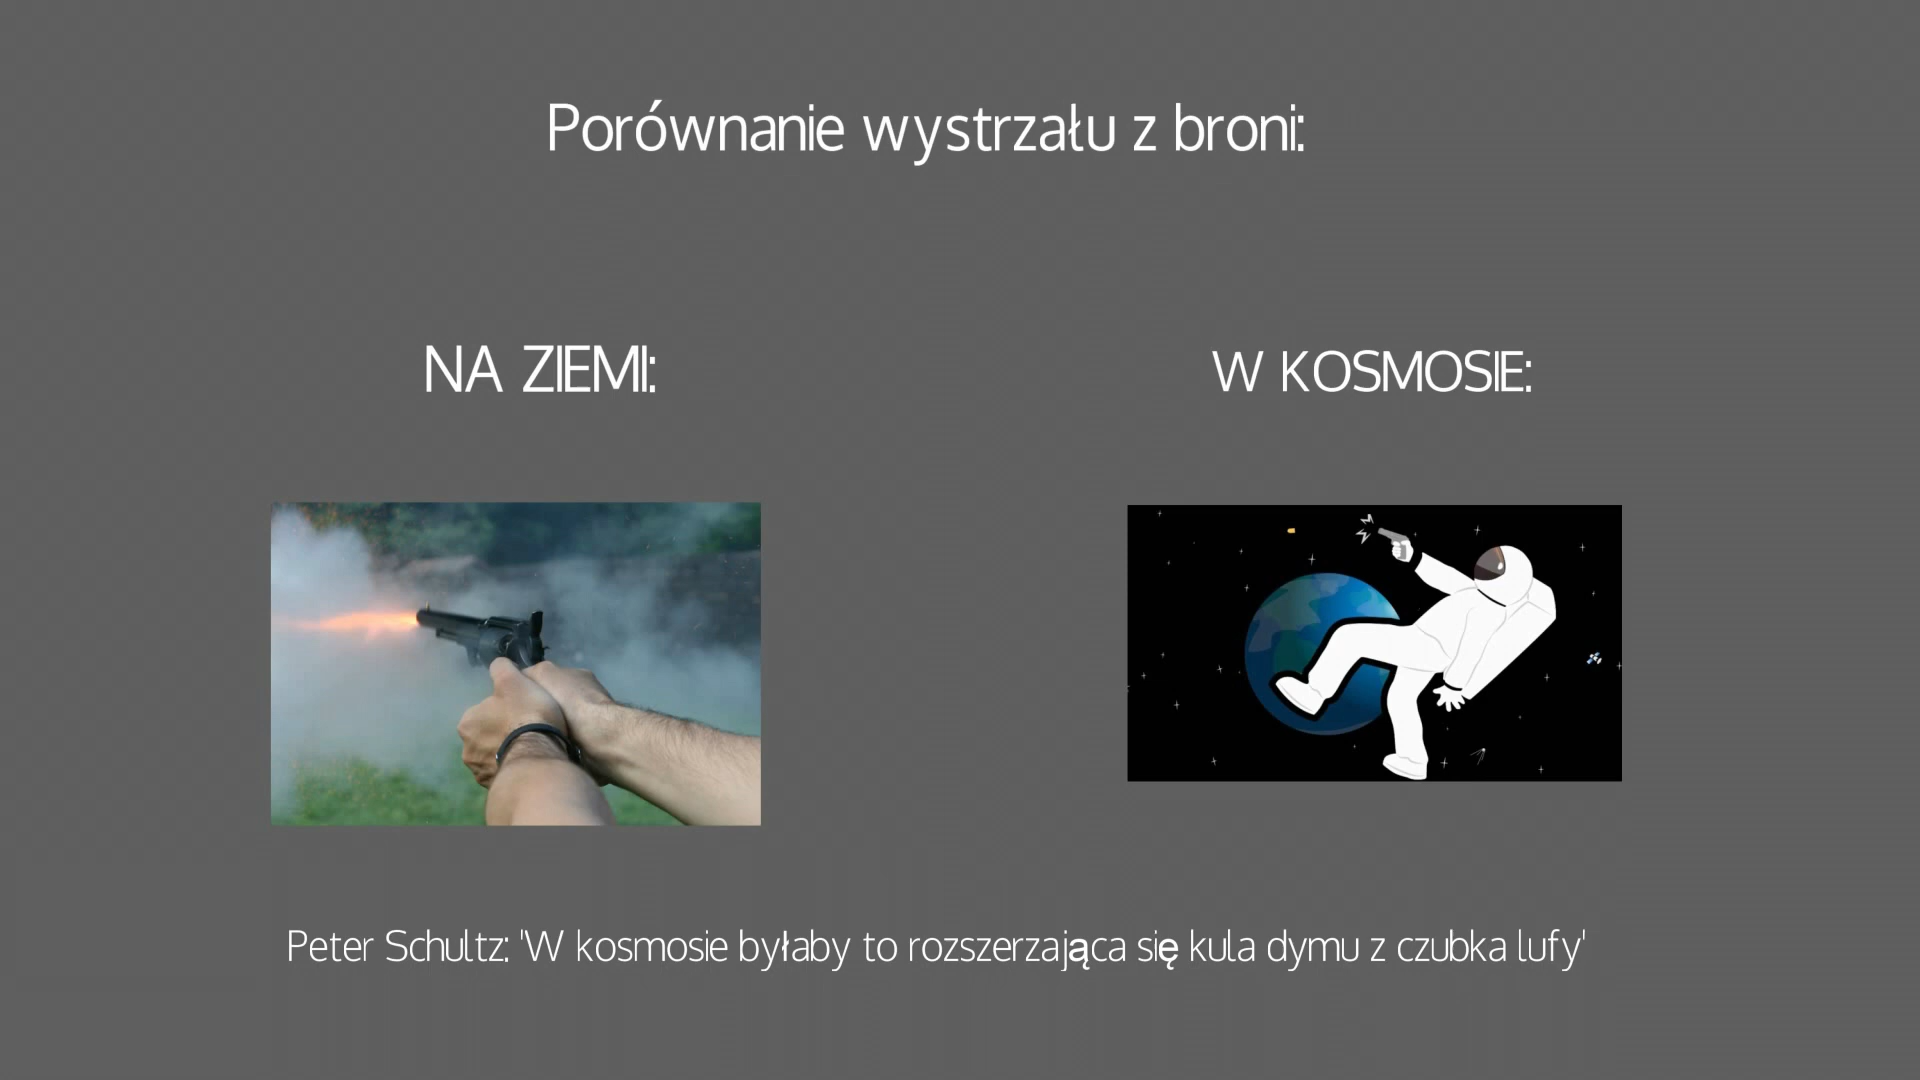 Porównanie wystrzału z broni:
NA ZIEMI:
W KOSMOSIE:
Peter Schultz: 'W kosmosie byłaby to rozszerzająca się kula dymu z czubka lufy'